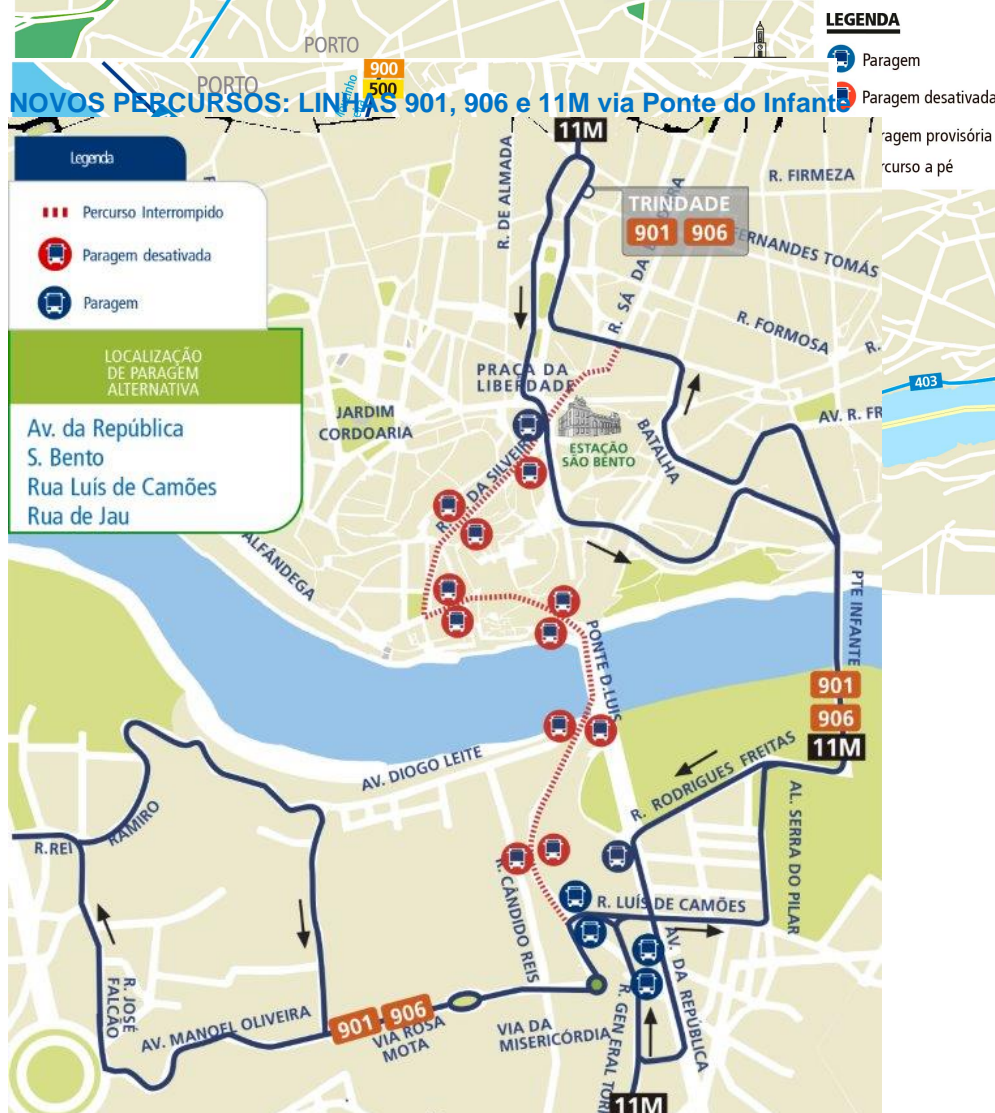 LEGENDA
Paragem
Paragem desativada
ragem provisória
rcurso a pé
PORTO
PORTO
900
500
NOVOS PERCURSOS: LINHAS 901, 906 e 11M via Ponte do Infante
Legenda
Percurso Interrompido
Paragem desativada
Paragem
LOCALIZAÇÃO
DE PARAGEM
ALTERNATIVA
Av. da República
S. Bento
Rua Luís de Camões
Rua de Jau
11M
R. DE ALMADA
R. FIRMEZA
TRINDADE
901 906
FERNANDES TOMÁS
R. SÁ DA
R. FORMOSA
R.
PRAÇA DA
LIBERDADE
JARDIM
CORDOARIA
AV. R. FR
403
BATALHA
ESTAÇÃO
SÃO BENTO
DA SILVEIR
ALFÂNDEGA
PTE INFANTE
PONTE D.LUIS
901
906
11M
AV. DIOGO LEITE
R. RODRIGUES FREITAS
AL. SERRA DO PILAR
R.REI
RAMIRO
R. CÂNDIDO REIS
R. LUÍS DE CAMÕES
AV. DA REPÚBLICA
R. JOSÉ
FALCÃO
AV. MANOEL OLIVEIRA
901 906
VIA ROSA
MOTA
VIA DA
MISERICÓRDIA
R. GEN ERAL TOR
11M